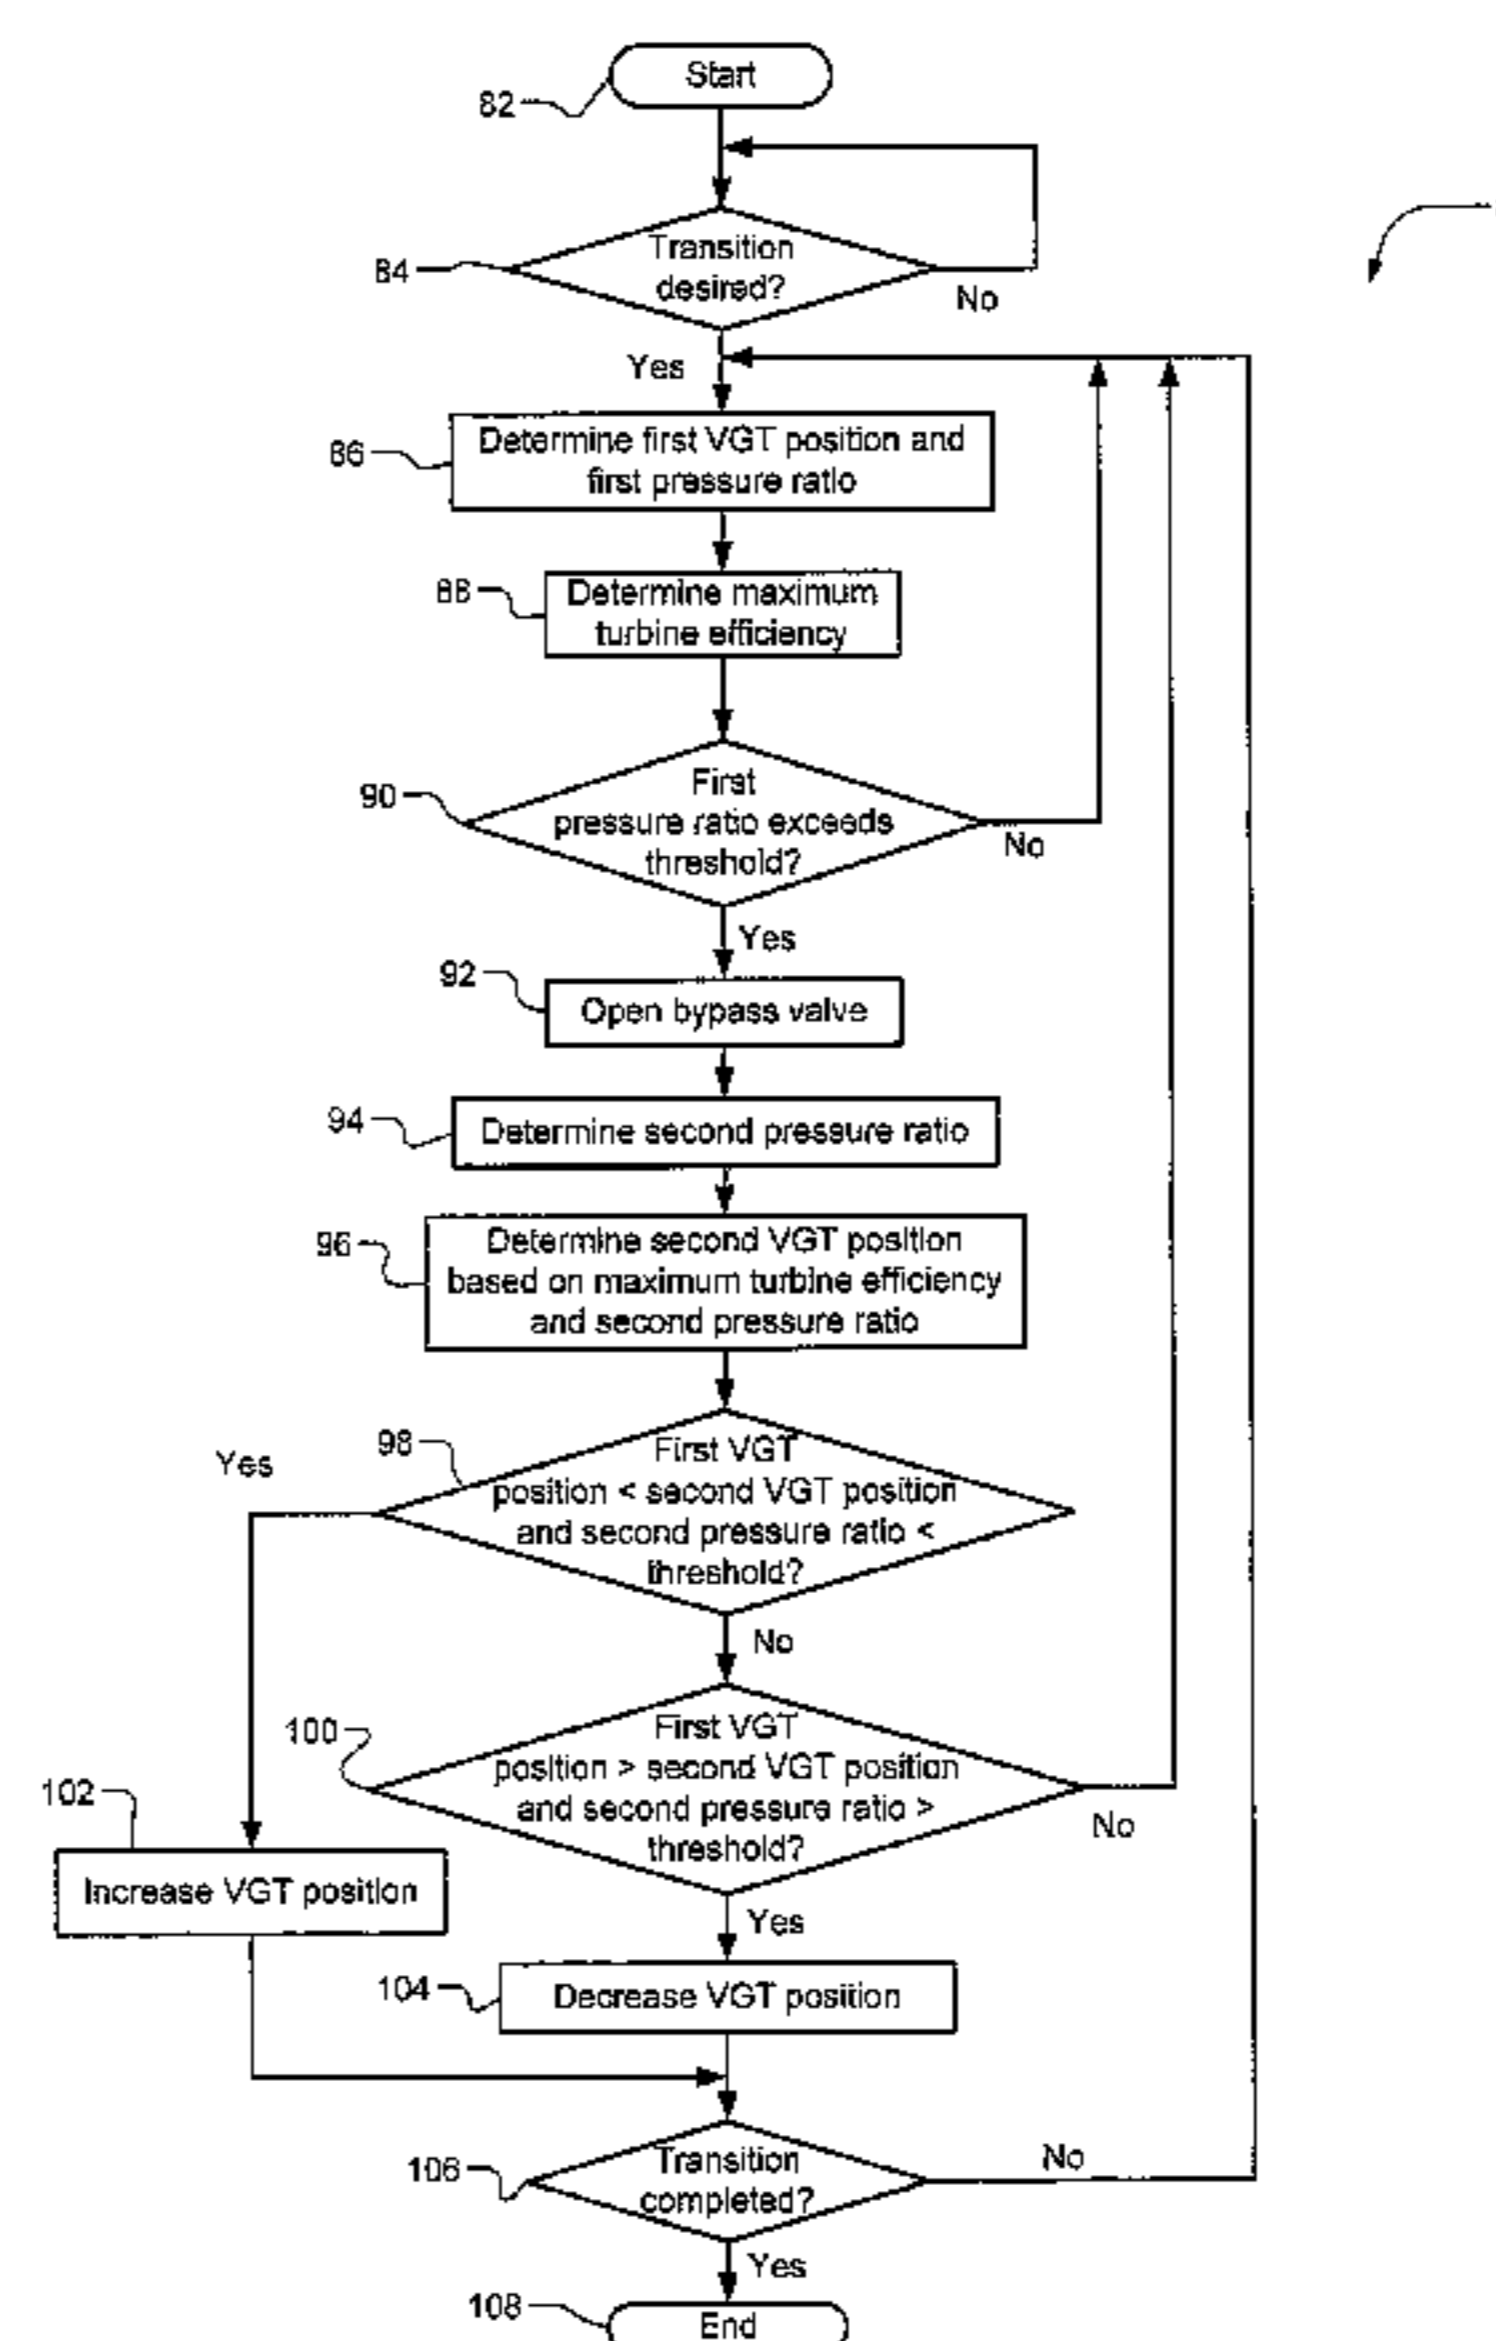 Start
82
Transition
desired?
84
No
Yes
Determine first VGT position and
first pressure ratio
86
Determine maximum
turbine efficiency
88
First
pressure ratio exceeds
threshold?
90
No
Yes
Open bypass valve
92
Determine second pressure ratio
94
Determine second VGT position
based on maximum turbine efficiency
and second pressure ratio
96
First VGT
position < second VGT position
and second pressure ratio <
threshold?
98
Yes
No
First VGT
position > second VGT position
and second pressure ratio >
threshold?
100
No
102
Increase VGT position
Yes
Decrease VGT position
104
Transition
completed?
106
No
Yes
End
108